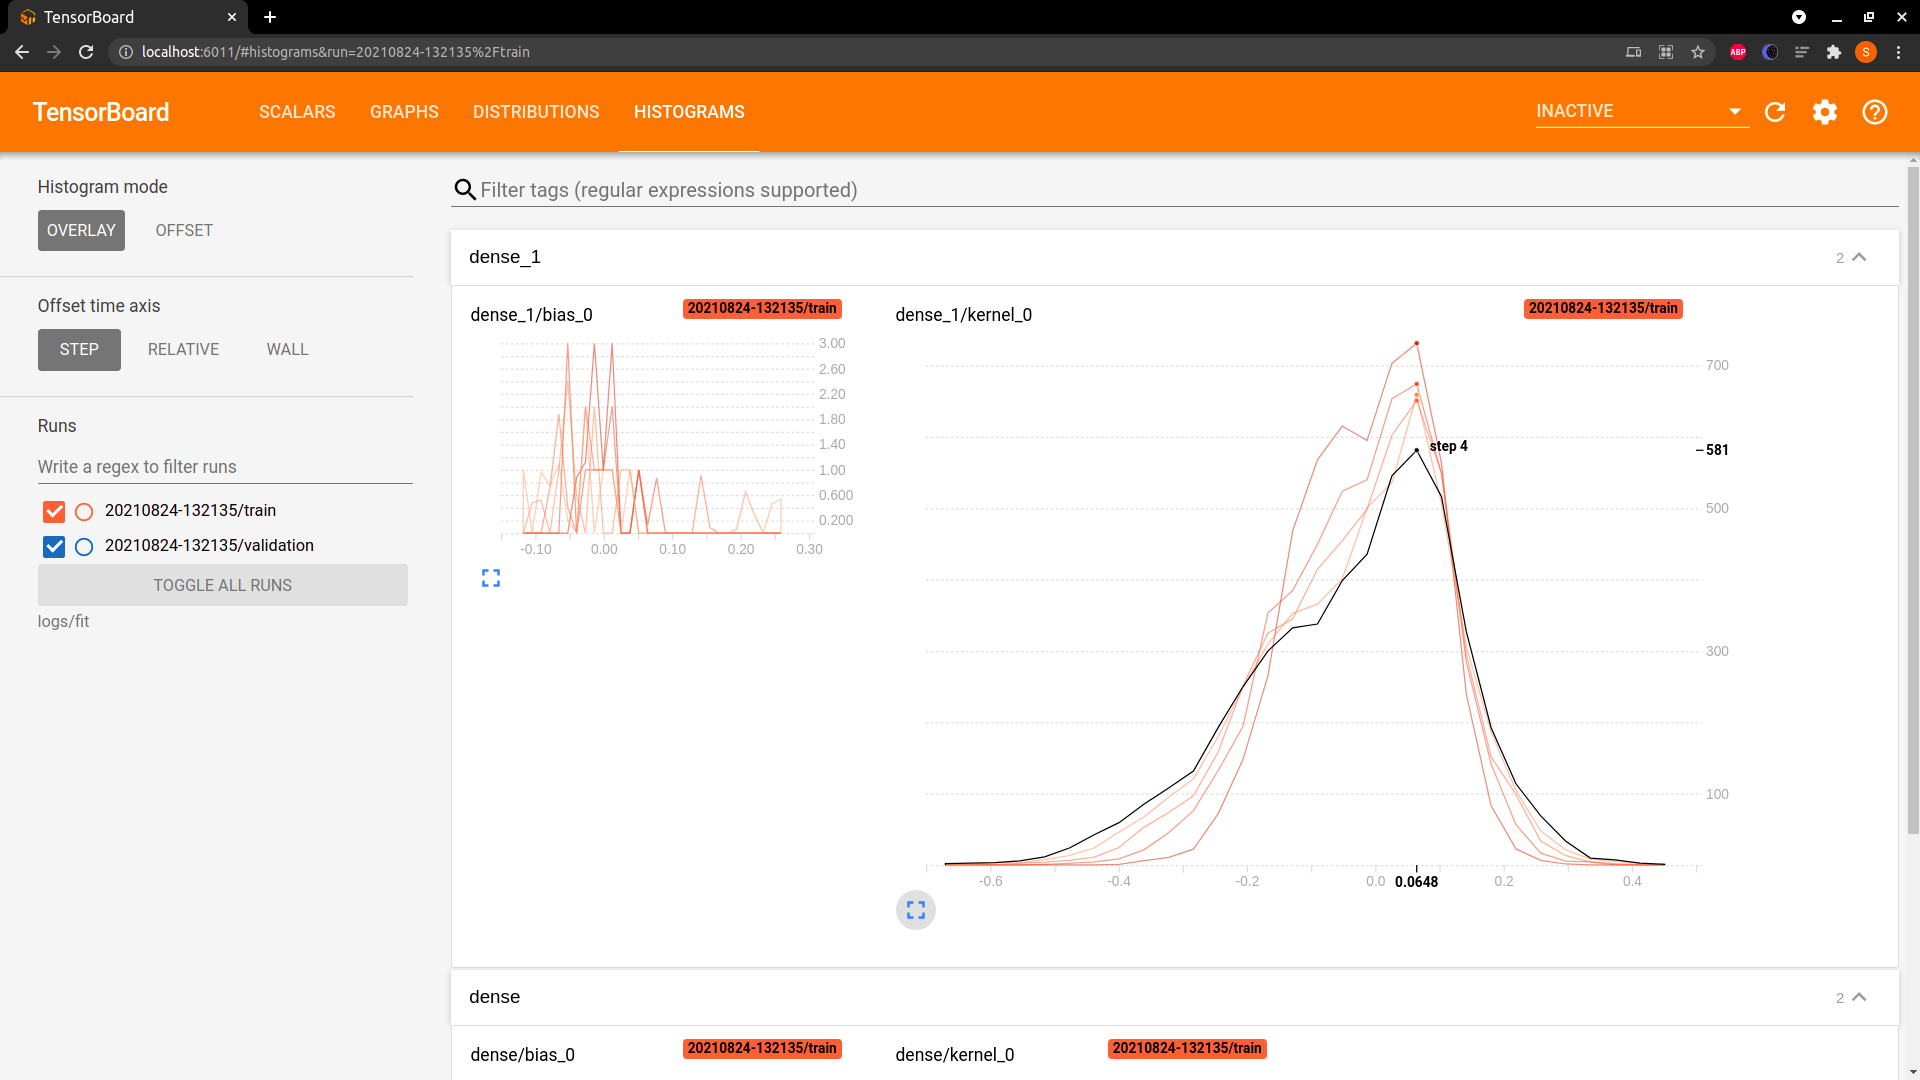 TensorBoard
localhost:6011/#histograms&run=20210824-132135%2Ftrain
ABP
S
TensorBoard
SCALARS
GRAPHS
DISTRIBUTIONS
HISTOGRAMS
INACTIVE
Histogram mode
OVERLAY
OFFSET
Offset time axis
STEP
RELATIVE
WALL
Runs
Write a regex to filter runs
20210824-132135/train
20210824-132135/validation
TOGGLE ALL RUNS
logs/fit
Filter tags (regular expressions supported)
dense_1
2
dense_1/bias_0
20210824-132135/train
3.00
2.60
2.20
1.80
1.40
1.00
0.600
0.200
-0.10
0.00
0.10
0.20
0.30
dense_1/kernel_0
20210824-132135/train
700
step 4
581
500
300
100
-0.6
-0.4
-0.2
0.0
0.0648
0.2
0.4
dense
2
dense/bias_0
20210824-132135/train
dense/kernel_0
20210824-132135/train